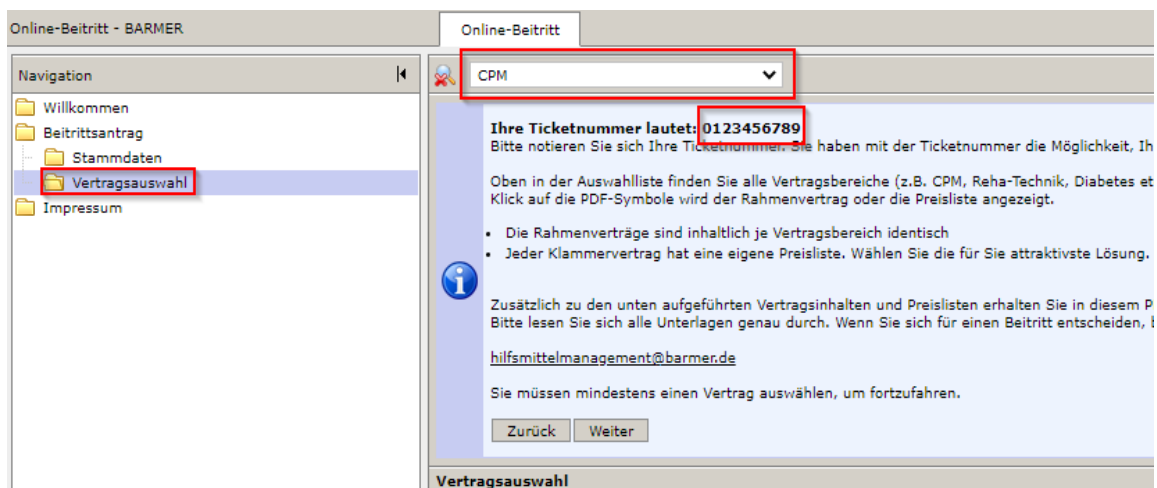 Online-Beitritt - BARMER
Online-Beitritt
Navigation
CPM
Willkommen
Beitrittsantrag
Stammdaten
Vertragsauswahl
Impressum
Ihre Ticketnummer lautet: 0123456789
Bitte notieren Sie sich Ihre Ticketnummer. Sie haben mit der Ticketnummer die Möglichkeit, Ih
Oben in der Auswahlliste finden Sie alle Vertragsbereiche (z.B. CPM, Reha-Technik, Diabetes et
Klick auf die PDF-Symbole wird der Rahmenvertrag oder die Preisliste angezeigt.
• Die Rahmenverträge sind inhaltlich je Vertragsbereich identisch
• Jeder Klammervertrag hat eine eigene Preisliste. Wählen Sie die für Sie attraktivste Lösung.
Zusätzlich zu den unten aufgeführten Vertragsinhalten und Preislisten erhalten Sie in diesem P
Bitte lesen Sie sich alle Unterlagen genau durch. Wenn Sie sich für einen Beitritt entscheiden,
hilfsmittelmanagement@barmer.de
Sie müssen mindestens einen Vertrag auswählen, um fortzufahren.
Zurück Weiter
Vertragsauswahl